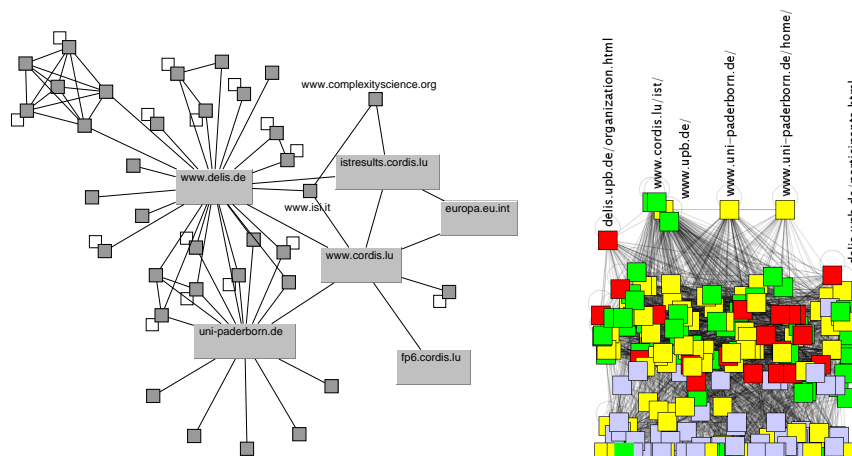 www.complexityscience.org
istresults.cordis.lu
www.delis.de
www.isi.it
europa.eu.int
www.cordis.lu
uni-paderborn.de
fp6.cordis.lu
delis.upb.de/organization.html
www.cordis.lu/ist/
www.upb.de/
www.uni-paderborn.de/
www.uni-paderborn.de/home/